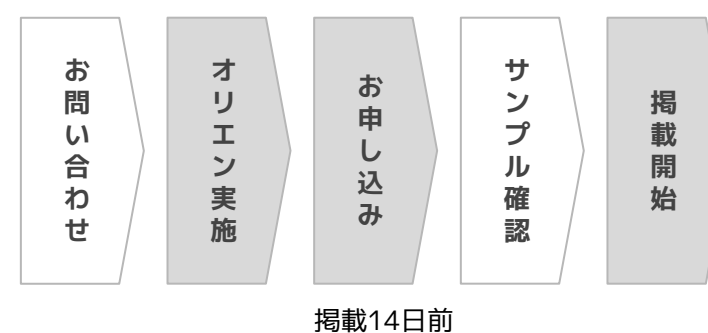 お問い合わせ
オリエン実施
お申し込み
サンプル確認
掲載開始
掲載14日前